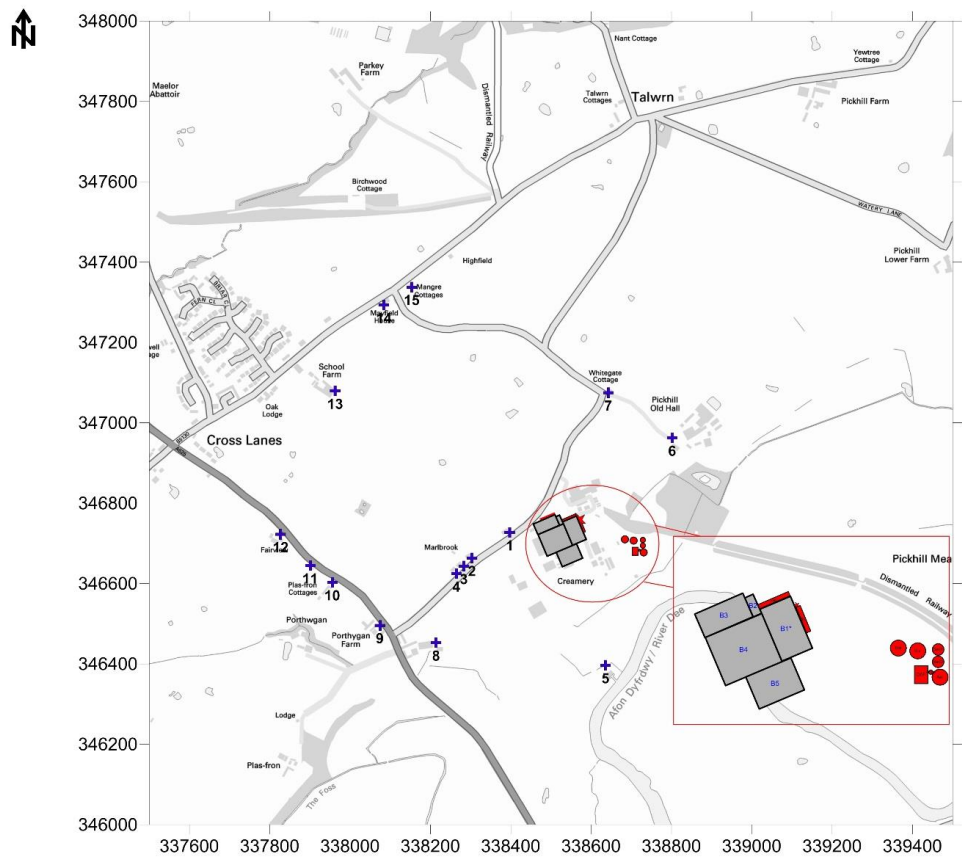 N
348000
347800
347600
347400
347200
347000
346800
346600
346400
346200
346000
337600
337800
338000
338200
338400
338600
338800
339000
339200
339400
Nant Cottage
Yewtree
Cottage
Parkey
Farm
Maelor
Abattoir
Dismantled Railway
Talwrn
Cottages
Talwrn
Pickhill Farm
Birchwood
Cottage
WATERY LANE
Pickhill
Lower Farm
Highfield
FERN CL
BRIAR CL
Mangre
Cottages
15
14
School
Farm
13
Oak
Lodge
Cross Lanes
Whitegate
Cottage
7
Pickhill
Old Hall
6
12
11
Plas-fron
Cottages
10
Marlbrook
1
2
3
4
Creamery
Porthwgan
Porthygan
Farm
9
8
5
Afon Dyfrdwy / River Dee
Lodge
Plas-fron
The Foss
Pickhill Mea
Dismantled Railway
B3
B2
B1*
B4
B5